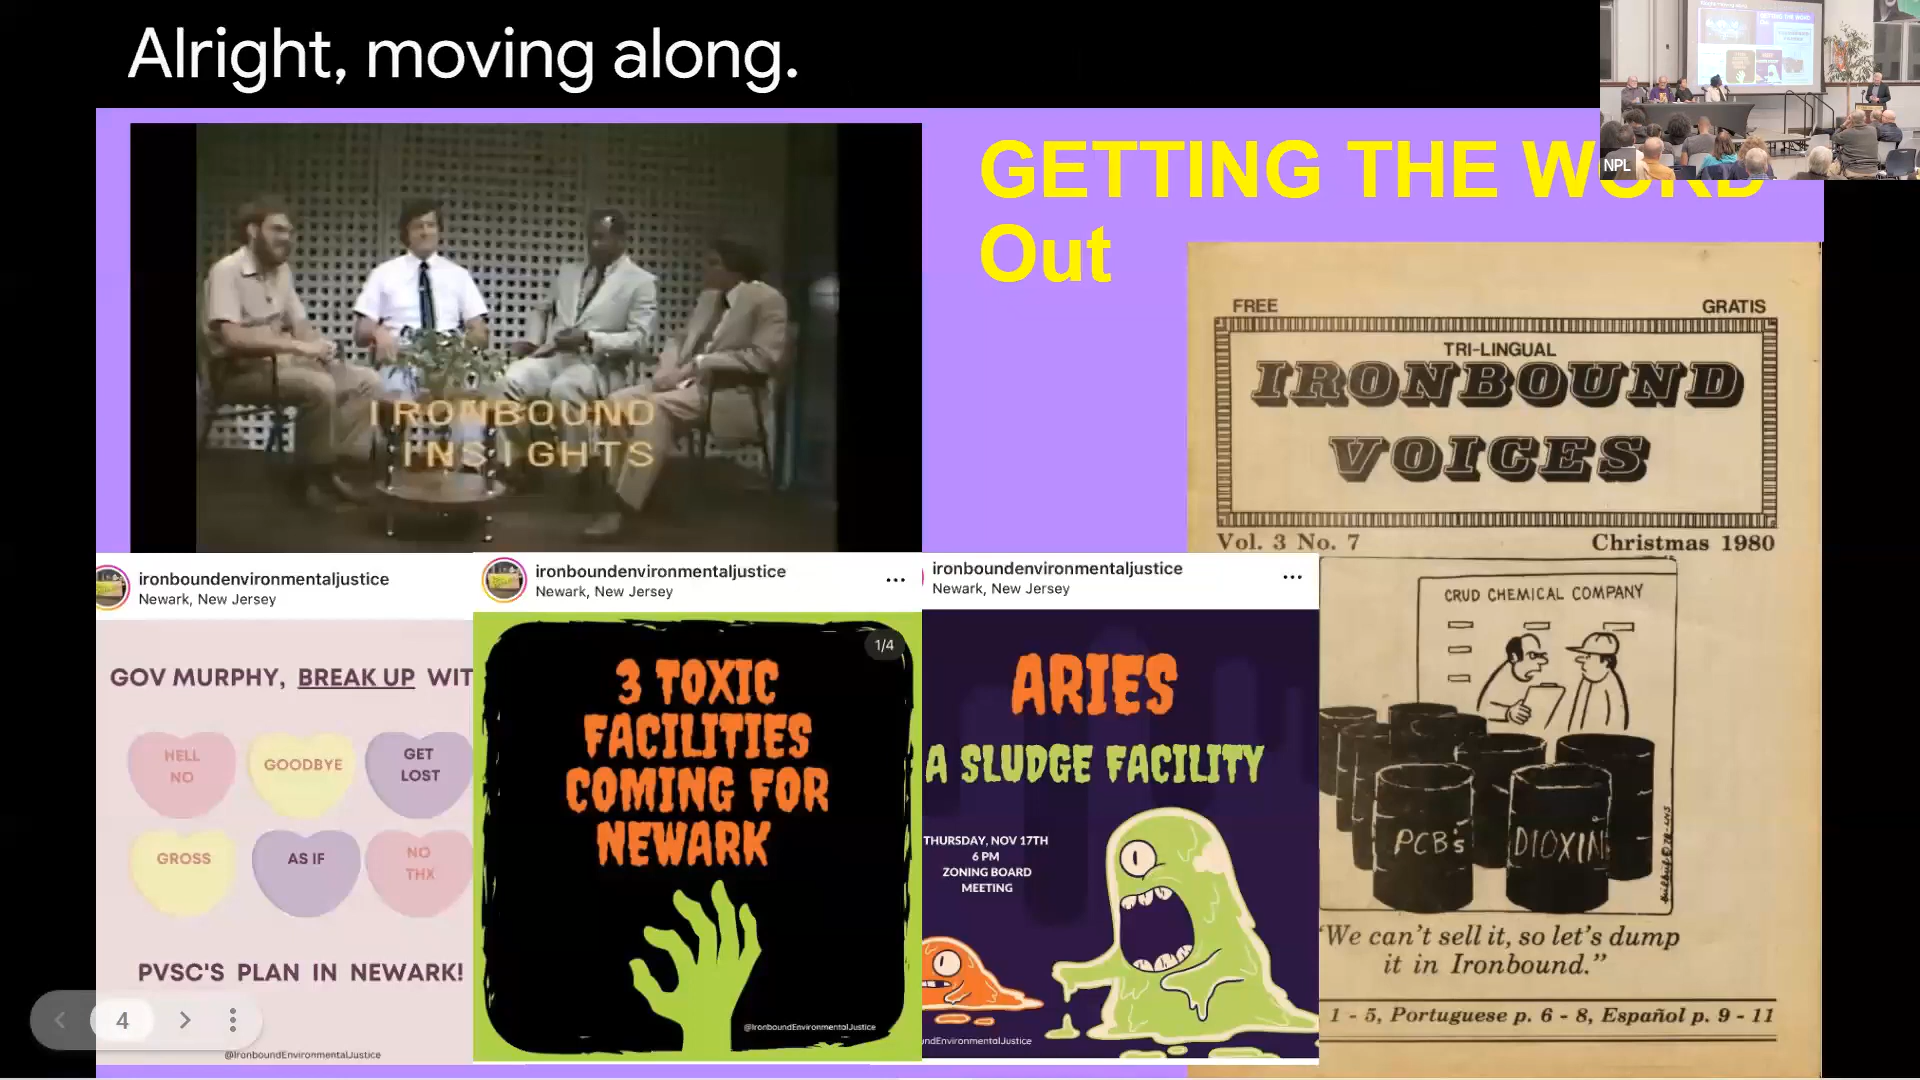 Alright, moving along.
GETTING THE WORD
Out
NPL
IRONBOUND
INSIGHTS
FREE
GRATIS
TRI-LINGUAL
IRONBOUND
VOICES
Vol. 3 No. 7
Christmas 1980
CRUD CHEMICAL COMPANY
PCB's
DIOXIN
"We can't sell it, so let's dump
it in Ironbound."
1 - 5, Portuguese p. 6 - 8, Español p. 9 - 11
ironboundenvironmentaljustice
Newark, New Jersey
GOV MURPHY, BREAK UP WIT
HELL
NO
GOODBYE
GET
LOST
GROSS
AS IF
NO
THX
PVSC'S PLAN IN NEWARK!
@IronboundEnvironmentalJustice
ironboundenvironmentaljustice
Newark, New Jersey
1/4
3 TOXIC
FACILITIES
COMING FOR
NEWARK
@IronboundEnvironmentalJustice
ironboundenvironmentaljustice
Newark, New Jersey
ARIES
A SLUDGE FACILITY
THURSDAY, NOV 17TH
6 PM
ZONING BOARD
MEETING
undEnvironmentalJustice
4